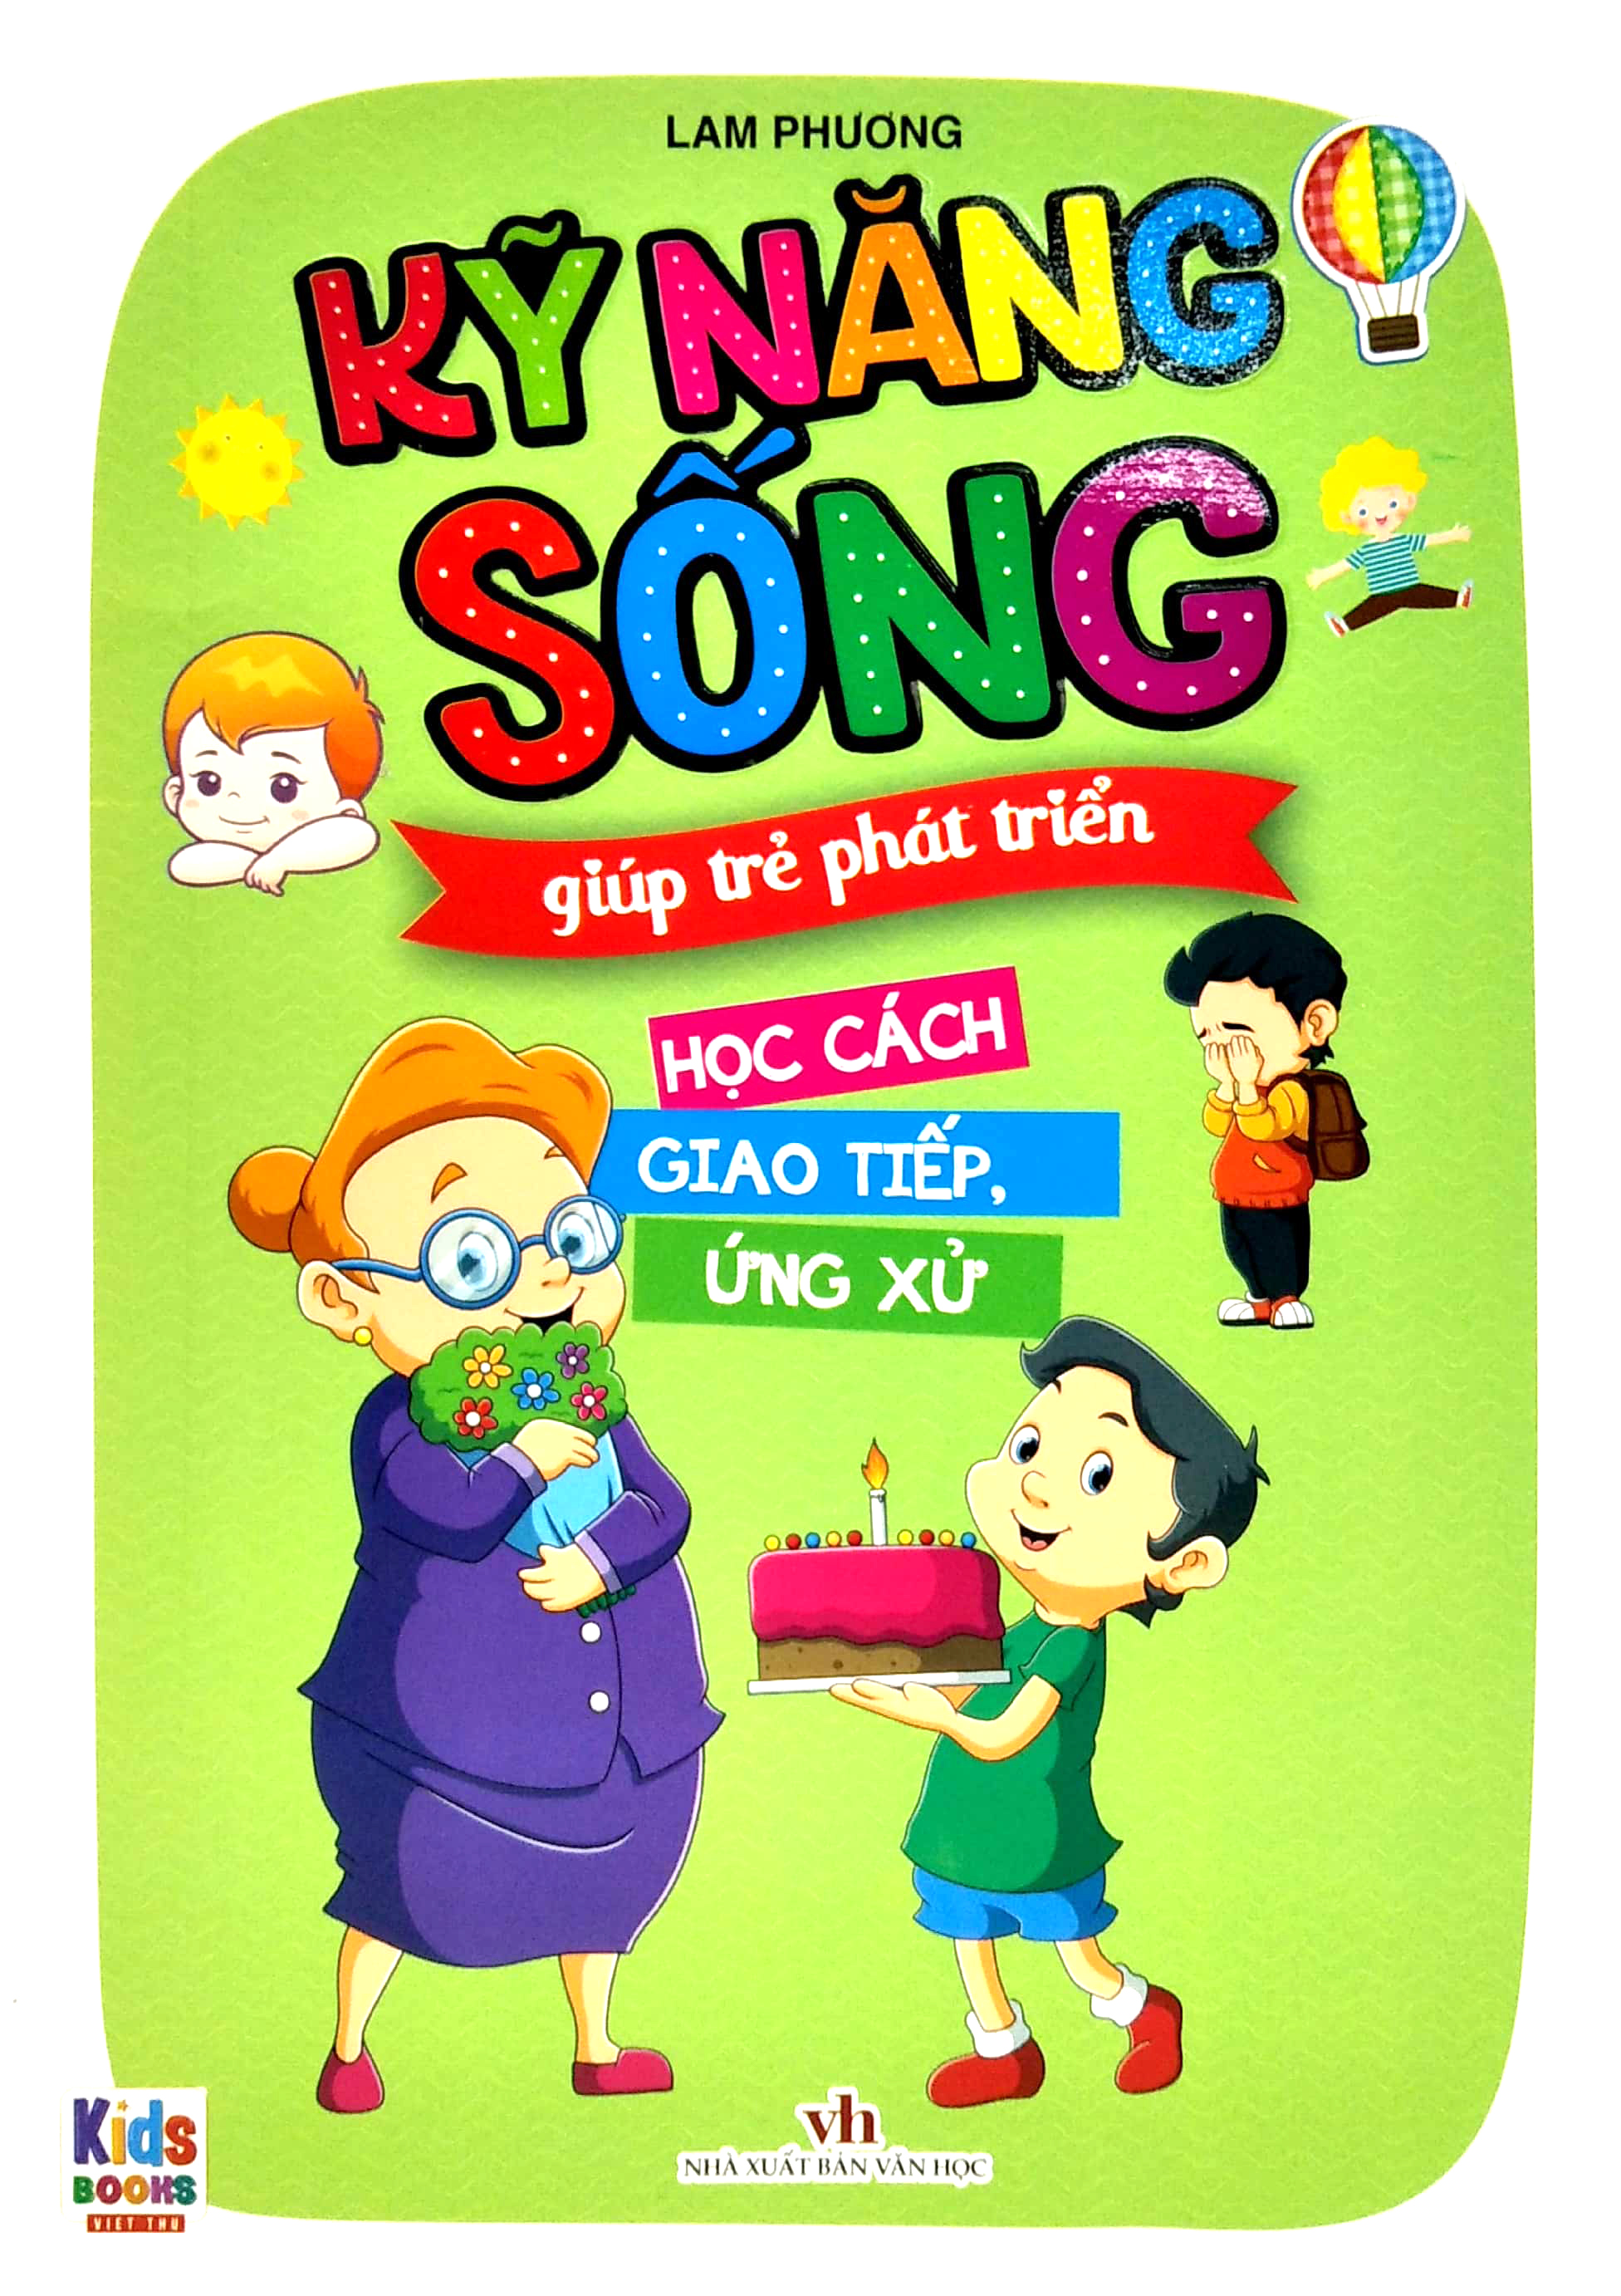 LAM PHƯƠNG
KỸ NĂNG
SỐNG
giúp trẻ phát triển
HỌC CÁCH
GIAO TIẾP,
ỨNG XỬ
vh
NHÀ XUẤT BẢN VĂN HỌC
Kids
BOOKS
VIET THU